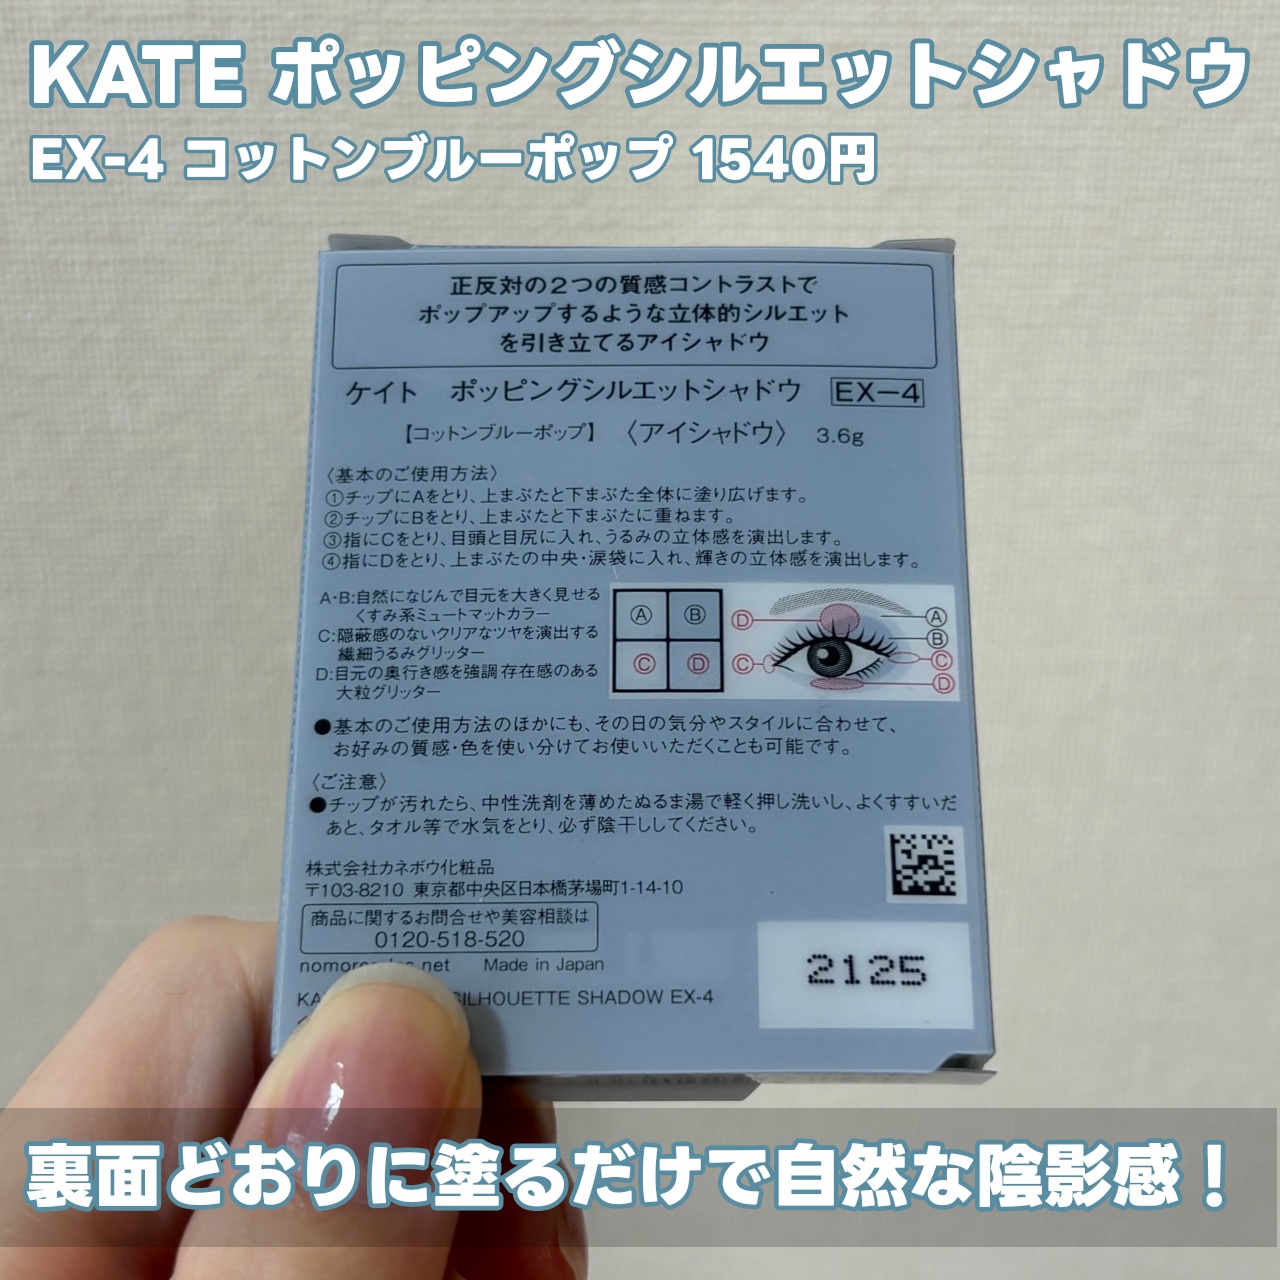 KATE ポッピングシルエットシャドウ
EX-4 コットンブルーポップ 1540円
正反対の2つの質感コントラストで
ポップアップするような立体的シルエット
を引き立てるアイシャドウ
ケイト ポッピングシルエットシャドウ EX-4
【コットンブルーポップ】〈アイシャドウ〉 3.6g
〈基本のご使用方法〉
①チップにAをとり、上まぶたと下まぶた全体に塗り広げます。
②チップにBをとり、上まぶたと下まぶたに重ねます。
③指にCをとり、目頭と目尻に入れ、うるみの立体感を演出します。
④指にDをとり、上まぶたの中央・涙袋に入れ、輝きの立体感を演出します。
A・B:自然になじんで目元を大きく見せる
くすみ系ミュートマットカラー
C:隠蔽感のないクリアなツヤを演出する
繊細うるみグリッター
D:目元の奥行き感を強調 存在感のある
大粒グリッター
Ⓐ Ⓑ
Ⓒ Ⓓ
Ⓓ Ⓐ
Ⓑ
Ⓒ Ⓒ
Ⓓ
●基本のご使用方法のほかにも、その日の気分やスタイルに合わせて、
お好みの質感・色を使い分けてお使いいただくことも可能です。
〈ご注意〉
●チップが汚れたら、中性洗剤を薄めたぬるま湯で軽く押し洗いし、よくすすいだ
あと、タオル等で水気をとり、必ず陰干ししてください。
株式会社カネボウ化粧品
〒103-8210 東京都中央区日本橋茅場町1-14-10
商品に関するお問合せや美容相談は
0120-518-520
net Made in Japan
SILHOUETTE SHADOW EX-4
2125
裏面どおりに塗るだけで自然な陰影感！